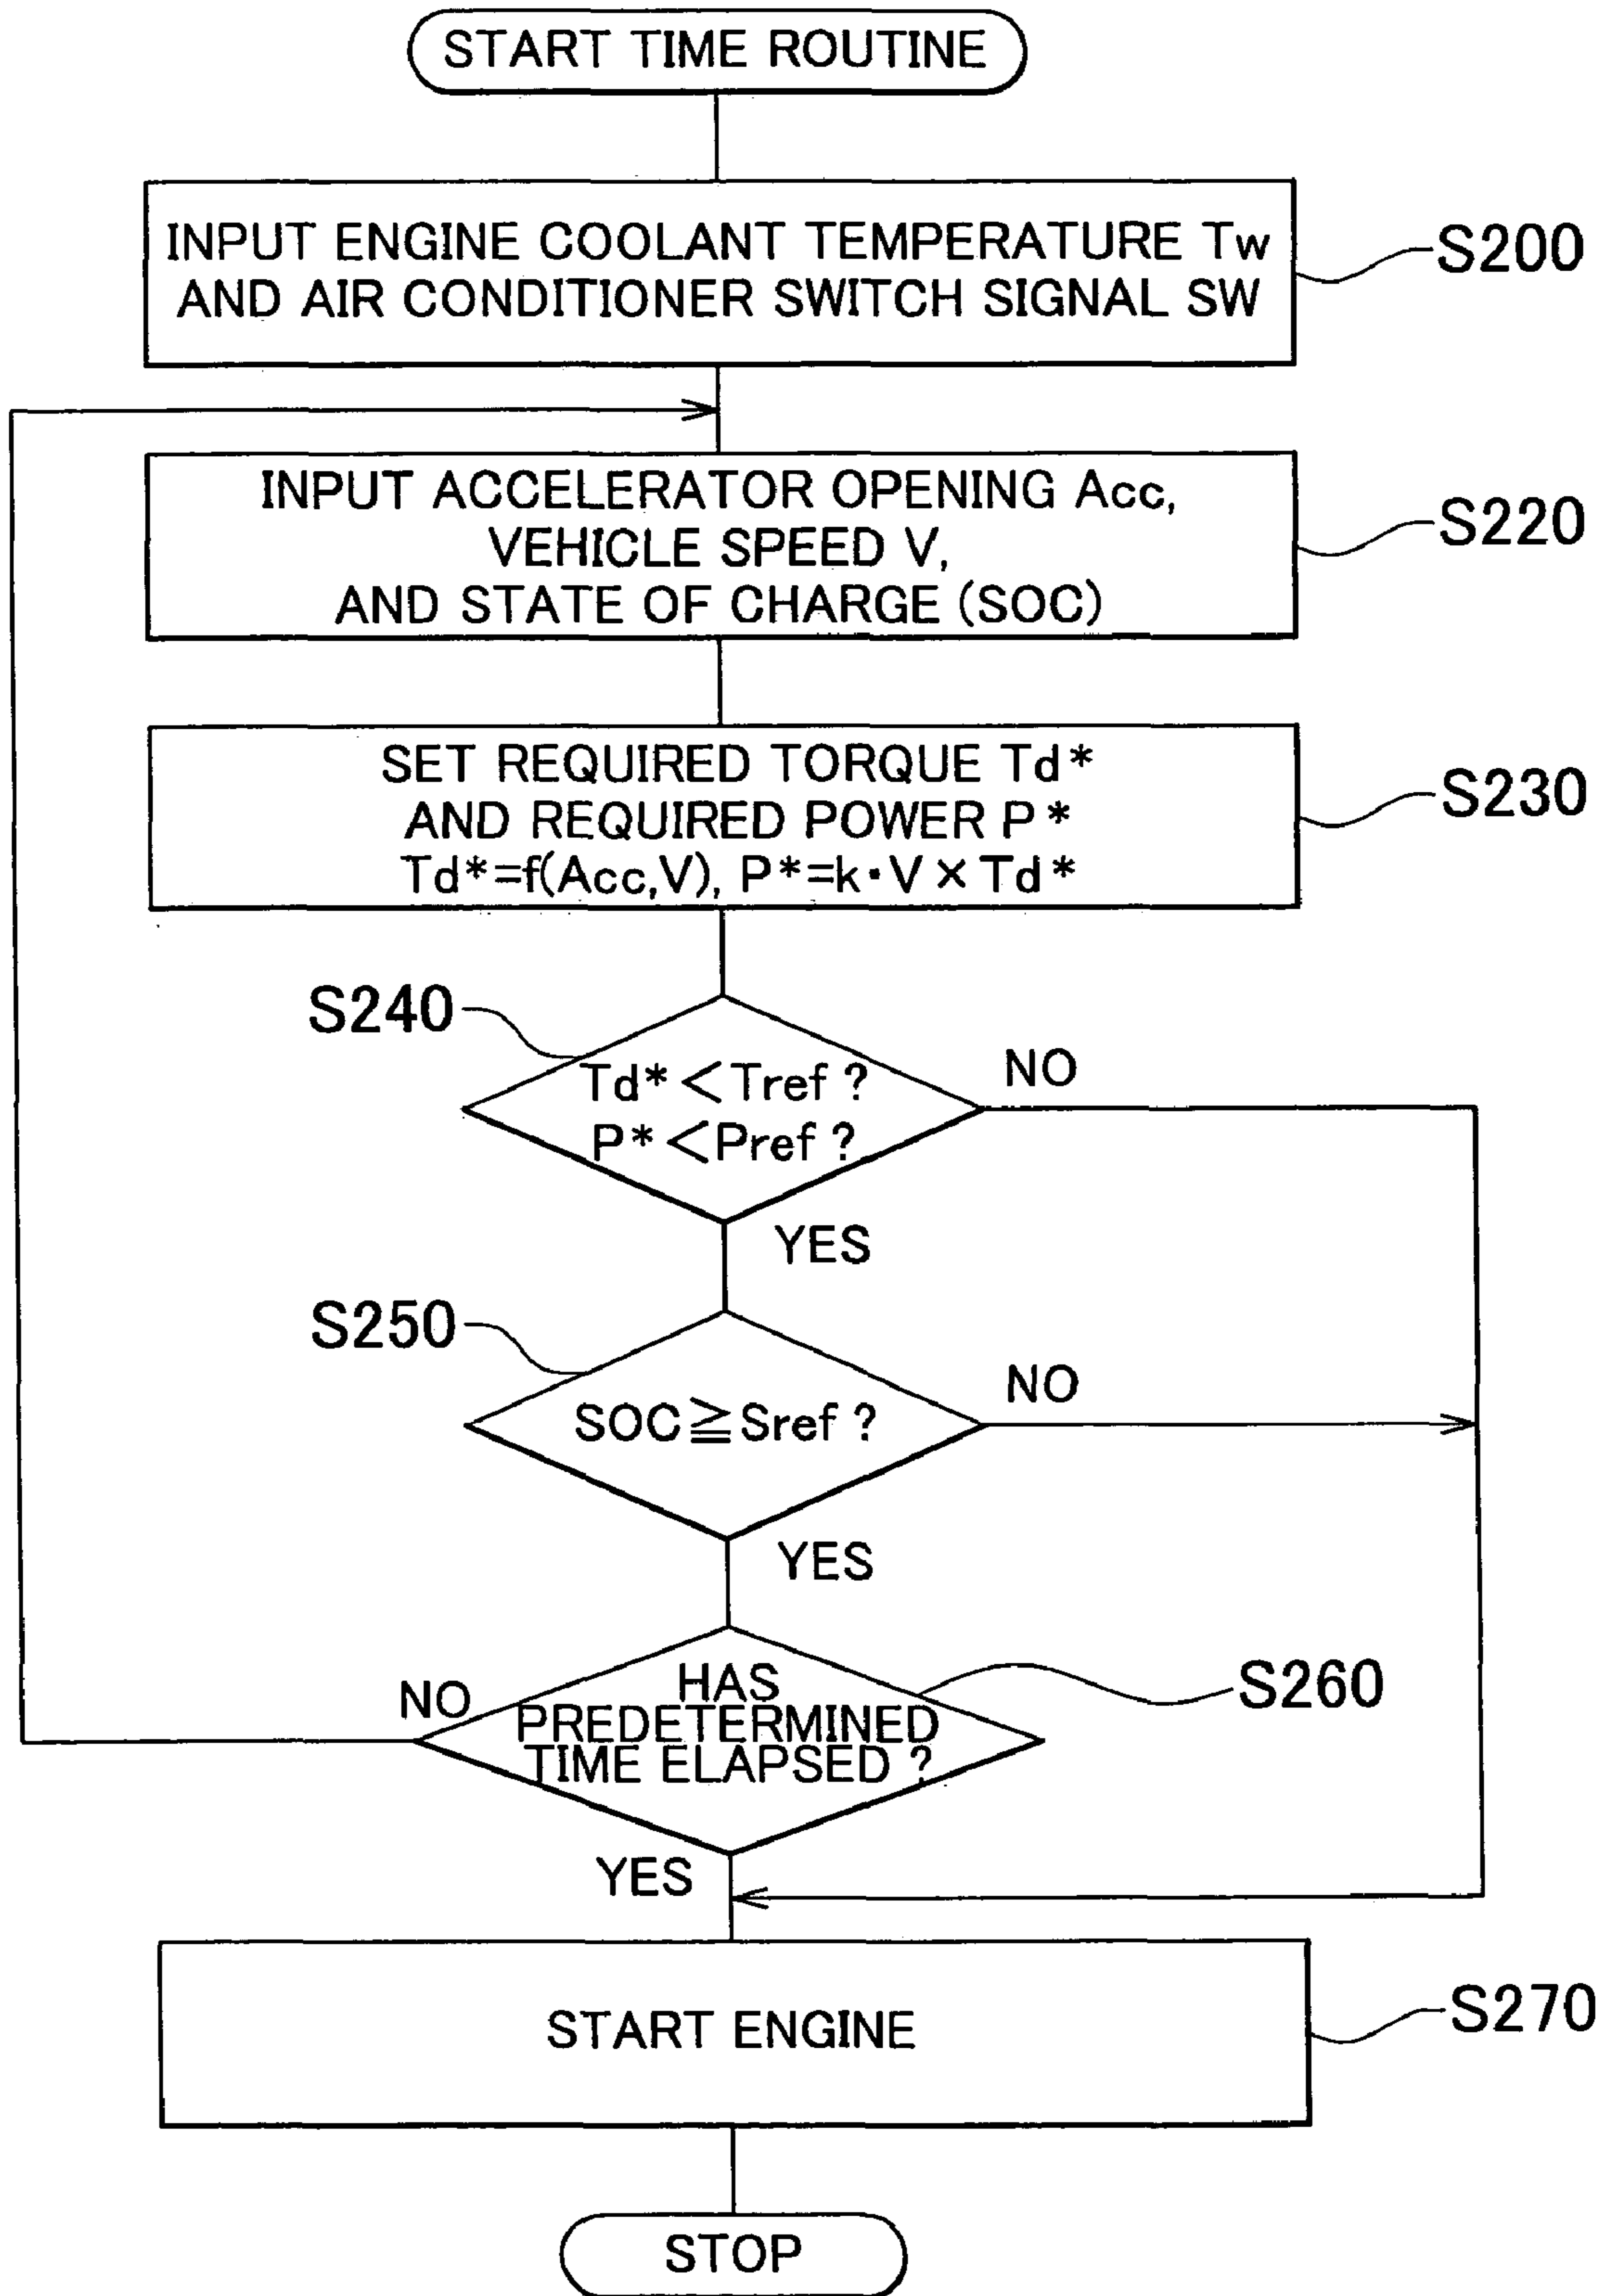 START TIME ROUTINE
INPUT ENGINE COOLANT TEMPERATURE Tw
AND AIR CONDITIONER SWITCH SIGNAL SW
S200
INPUT ACCELERATOR OPENING Acc,
VEHICLE SPEED V,
AND STATE OF CHARGE (SOC)
S220
SET REQUIRED TORQUE Td*
AND REQUIRED POWER P*
Td*=f(Acc,V), P*=k・V×Td*
S230
S240
Td*<Tref?
P*<Pref?
NO
YES
S250
SOC≧Sref?
NO
YES
HAS
PREDETERMINED
TIME ELAPSED?
NO
S260
YES
START ENGINE
S270
STOP